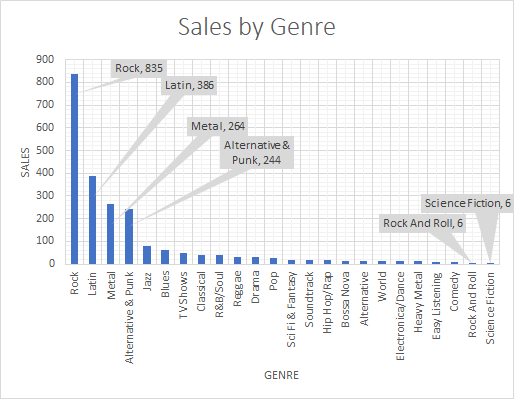 Sales by Genre
900
800
700
600
500
400
300
200
100
0
SALES
Rock, 835
Latin, 386
Metal, 264
Alternative &
Punk, 244
Science Fiction, 6
Rock And Roll, 6
Rock
Latin
Metal
Alternative & Punk
Jazz
Blues
TV Shows
Classical
R&B/Soul
Reggae
Drama
Pop
Sci Fi & Fantasy
Soundtrack
Hip Hop/Rap
Bossa Nova
Alternative
World
Electronica/Dance
Heavy Metal
Easy Listening
Comedy
Rock And Roll
Science Fiction
GENRE